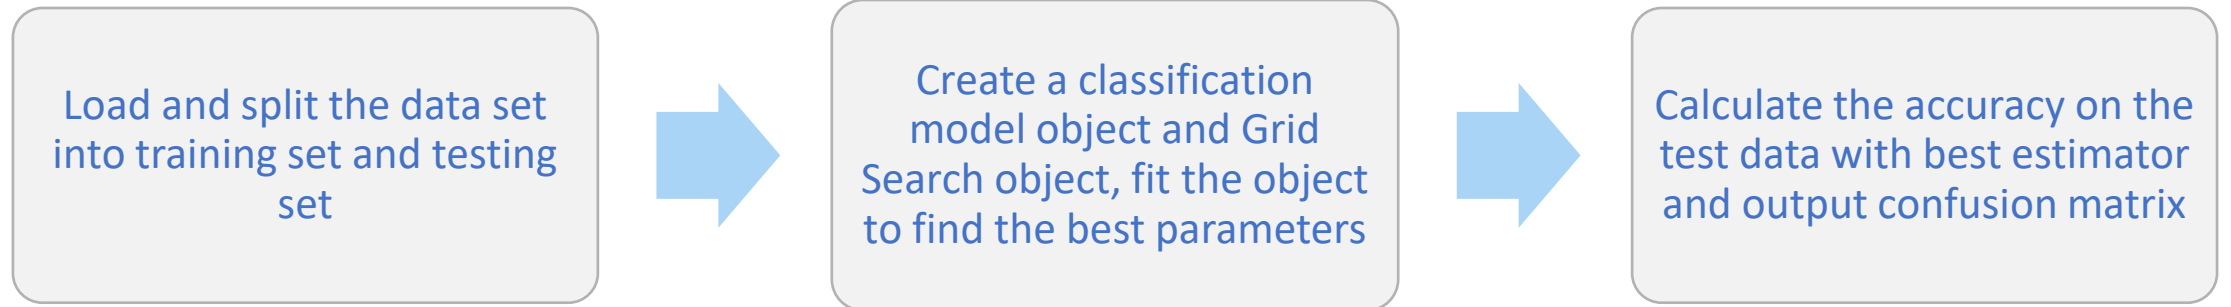 Load and split the data set
into training set and testing
set
Create a classification
model object and Grid
Search object, fit the object
to find the best parameters
Calculate the accuracy on the
test data with best estimator
and output confusion matrix